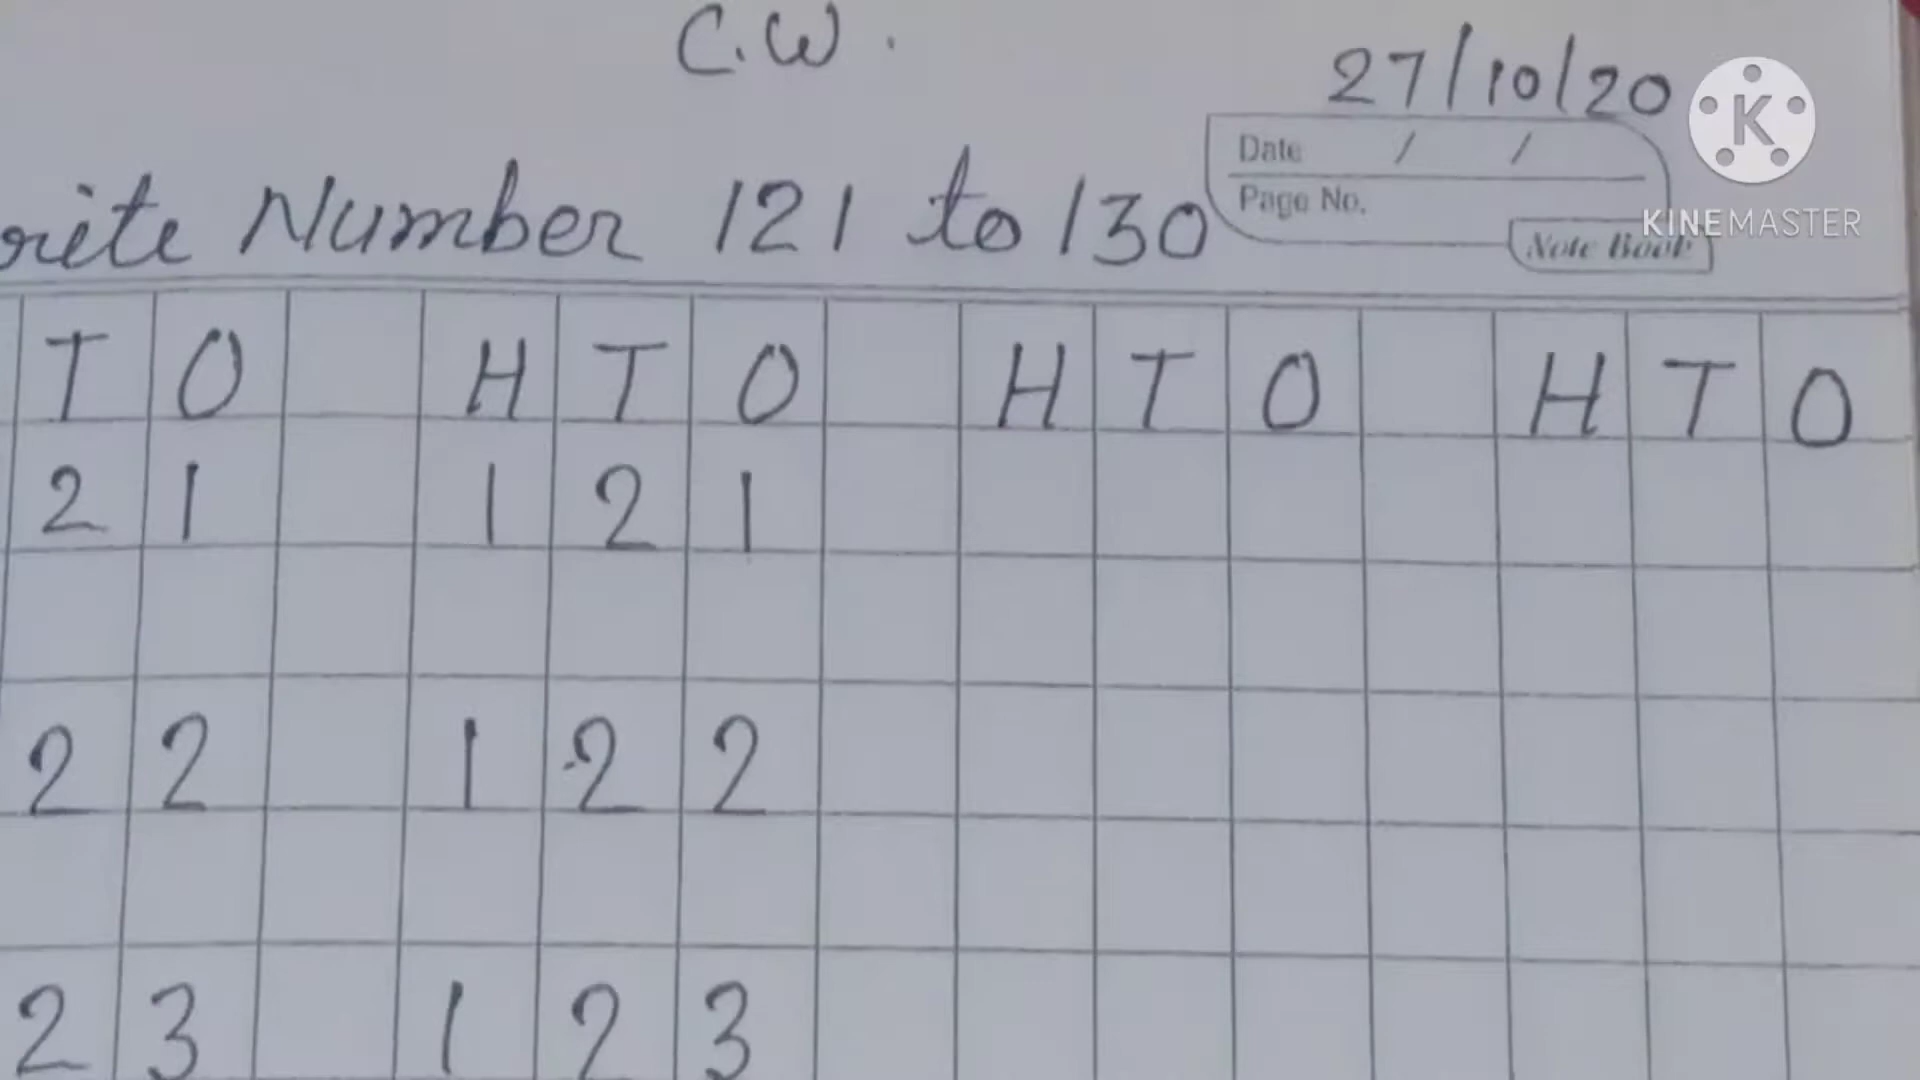 C.W.
27/10/20
Date / /
Page No.
Note Book
K
KINEMASTER
rite Number 121 to 130
T O H T O H T O H T O
2 1 1 2 1
2 2 1 2 2
2 3 1 2 3